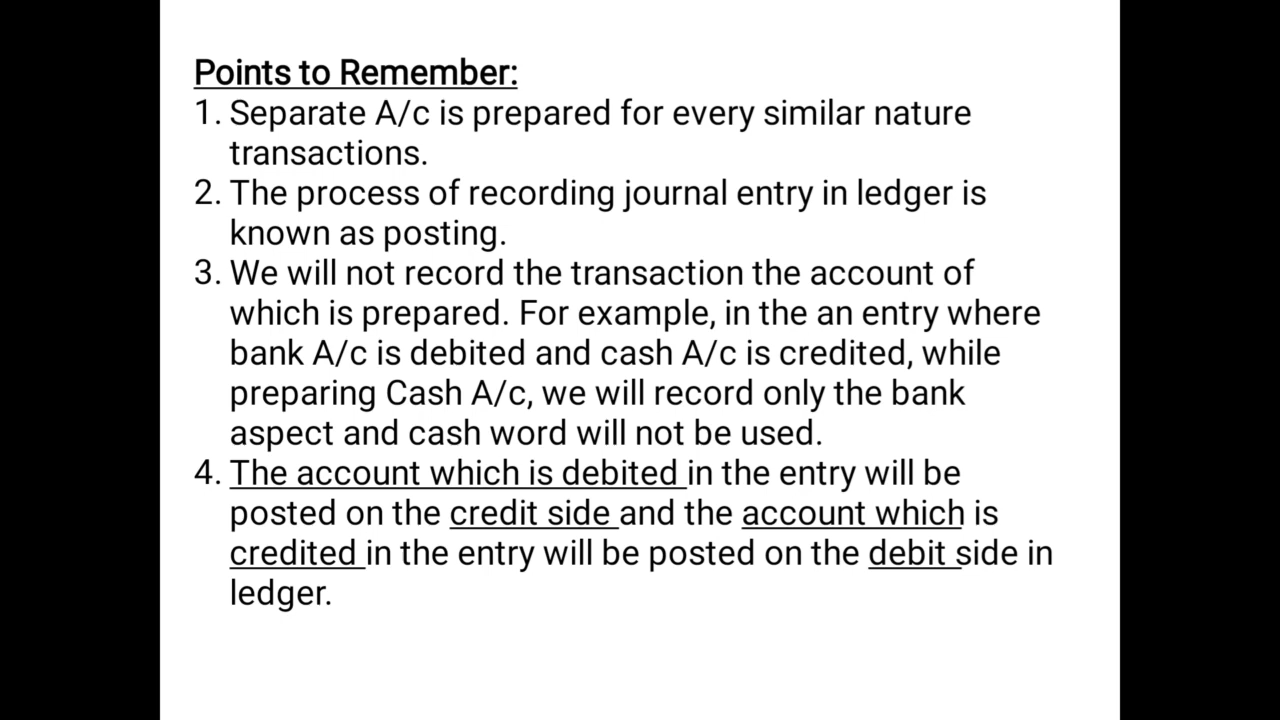 Points to Remember:
1. Separate A/c is prepared for every similar nature
transactions.
2. The process of recording journal entry in ledger is
known as posting.
3. We will not record the transaction the account of
which is prepared. For example, in the an entry where
bank A/c is debited and cash A/c is credited, while
preparing Cash A/c, we will record only the bank
aspect and cash word will not be used.
4. The account which is debited in the entry will be
posted on the credit side and the account which is
credited in the entry will be posted on the debit side in
ledger.